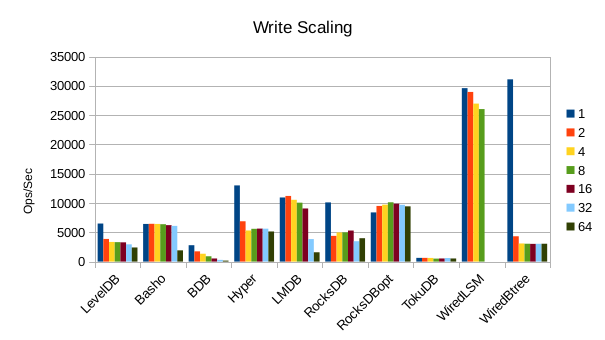 Write Scaling
35000
30000
25000
20000
15000
10000
5000
0
Ops/Sec
LevelDB
Basho
BDB
Hyper
LMDB
RocksDB
RocksDBopt
TokuDB
WiredLSM
WiredBtree
1
2
4
8
16
32
64